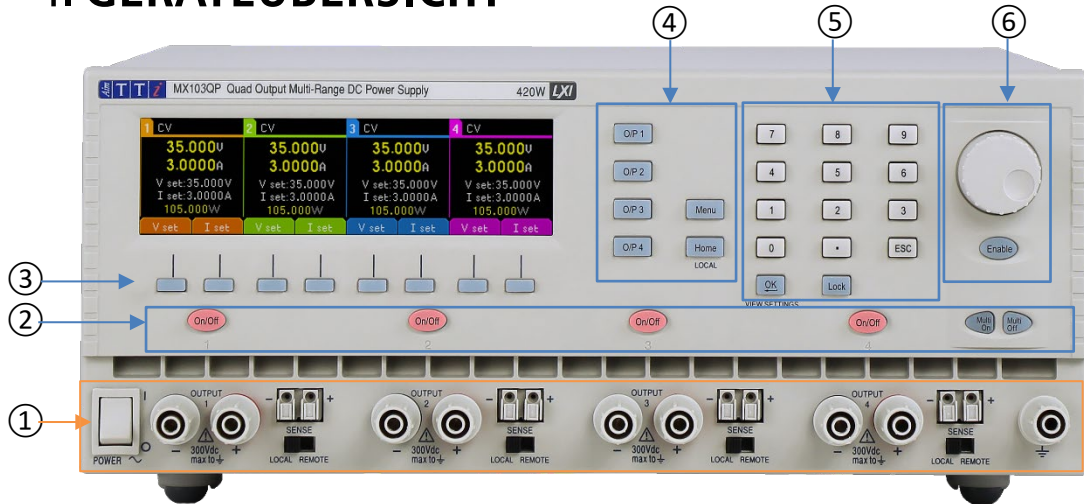 GERÄTEÜBERSICHT
④ ⑤ ⑥
Aim TTi MX103QP Quad Output Multi-Range DC Power Supply 420W LXI
1 CV 2 CV 3 CV 4 CV
35.000V 35.000V 35.000V 35.000V
3.0000A 3.0000A 3.0000A 3.0000A
V set:35.000V V set:35.000V V set:35.000V V set:35.000V
I set:3.0000A I set:3.0000A I set:3.0000A I set:3.0000A
105.000W 105.000W 105.000W 105.000W
V set I set V set I set V set I set V set I set
O/P 1
O/P 2
O/P 3 Menu
O/P 4 Home
LOCAL
7 8 9
4 5 6
1 2 3
0 • ESC
OK Lock
VIEW SETTINGS
Enable
③
②
On/Off On/Off On/Off On/Off Multi On Multi Off
1 2 3 4
①
I
O
POWER
OUTPUT 1 OUTPUT 2 OUTPUT 3 OUTPUT 4
- + - + - + - +
SENSE SENSE SENSE SENSE
− 300Vdc max to + − 300Vdc max to + − 300Vdc max to + − 300Vdc max to +
LOCAL REMOTE LOCAL REMOTE LOCAL REMOTE LOCAL REMOTE